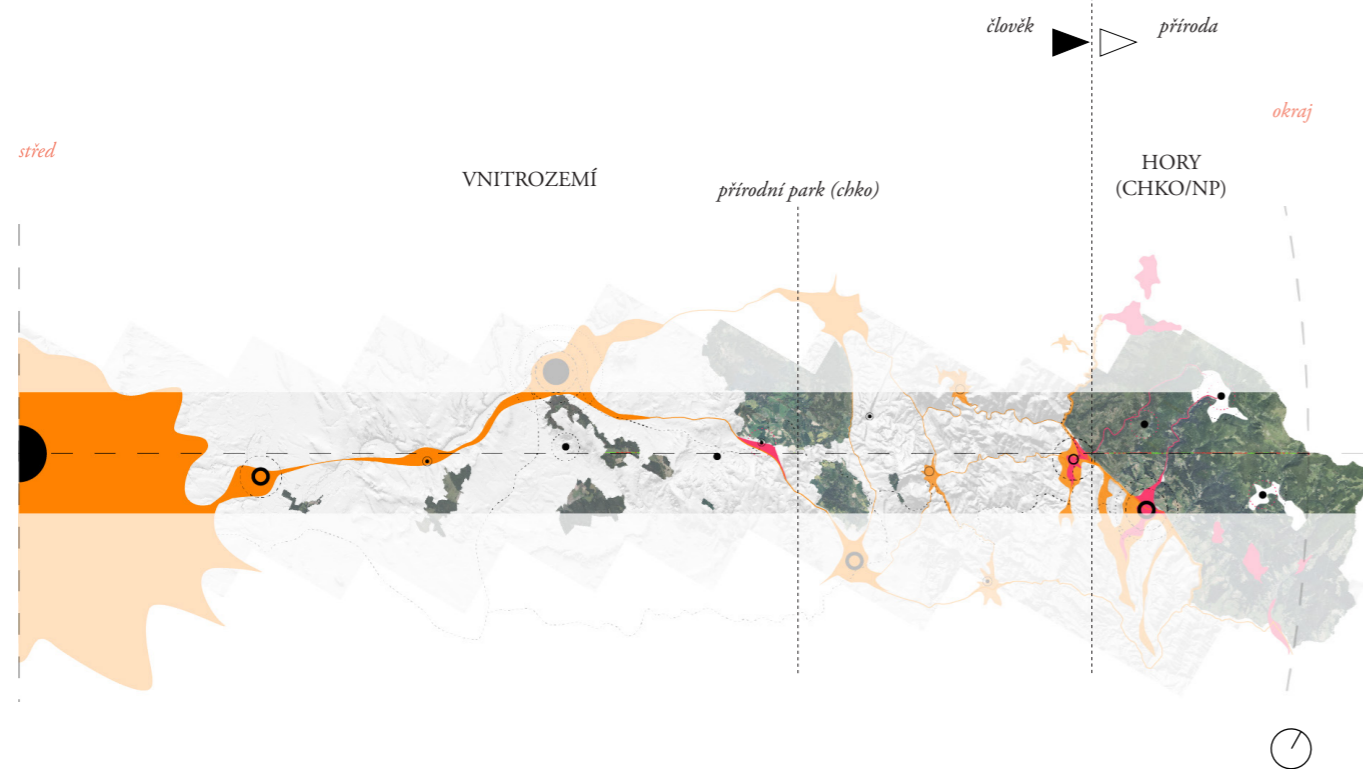 člověk
příroda
okraj
střed
HORY
(CHKO/NP)
VNITROZEMÍ
přírodní park (chko)